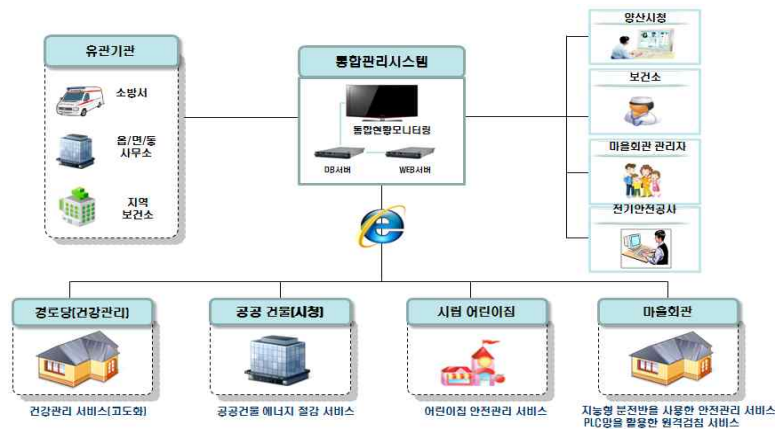 유관기관
소방서
읍/면/동
사무소
지역
보건소
통합관리시스템
통합현황모니터링
DB서버
WEB서버
양산시청
보건소
마을회관 관리자
전기안전공사
경로당(건강관리)
건강관리 서비스(고도화)
공공 건물(시청)
공공건물 에너지 절감 서비스
시립 어린이집
어린이집 안전관리 서비스
마을회관
지능형 분전반을 사용한 안전관리 서비스
PLC망을 활용한 원격검침 서비스